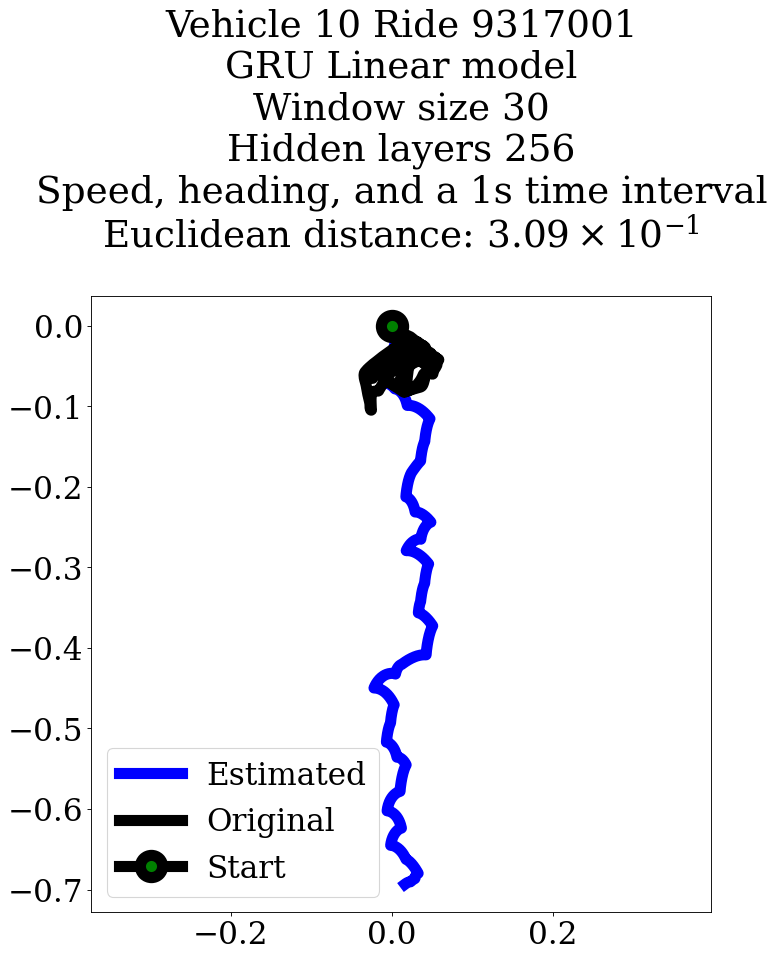 Vehicle 10 Ride 9317001
GRU Linear model
Window size 30
Hidden layers 256
Speed, heading, and a 1s time interval
Euclidean distance: 3.09 × 10⁻¹
0.0
−0.1
−0.2
−0.3
−0.4
−0.5
−0.6
−0.7
Estimated
Original
Start
−0.2 0.0 0.2